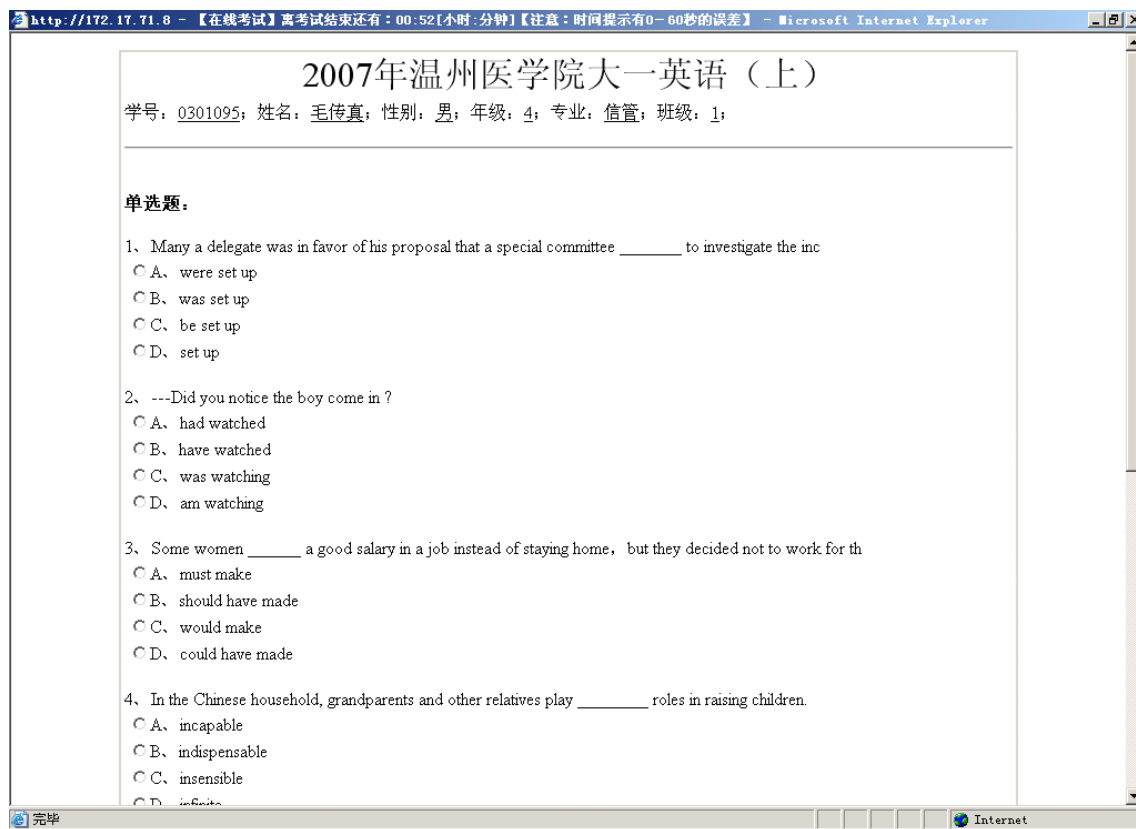 http://172.17.71.8 - 【在线考试】离考试结束还有：00:52[小时:分钟]【注意：时间提示有0-60秒的误差】 - Microsoft Internet Explorer
2007年温州医学院大一英语（上）
学号：0301095；姓名：毛传真；性别：男；年级：4；专业：信管；班级：1；
单选题：
1、Many a delegate was in favor of his proposal that a special committee _______ to investigate the inc
A、 were set up
B、 was set up
C、 be set up
D、 set up
2、---Did you notice the boy come in？
A、 had watched
B、 have watched
C、 was watching
D、 am watching
3、Some women ______ a good salary in a job instead of staying home，but they decided not to work for th
A、 must make
B、 should have made
C、 would make
D、 could have made
4、In the Chinese household, grandparents and other relatives play ________ roles in raising children.
A、 incapable
B、 indispensable
C、 insensible
D、 infinite
完毕
Internet